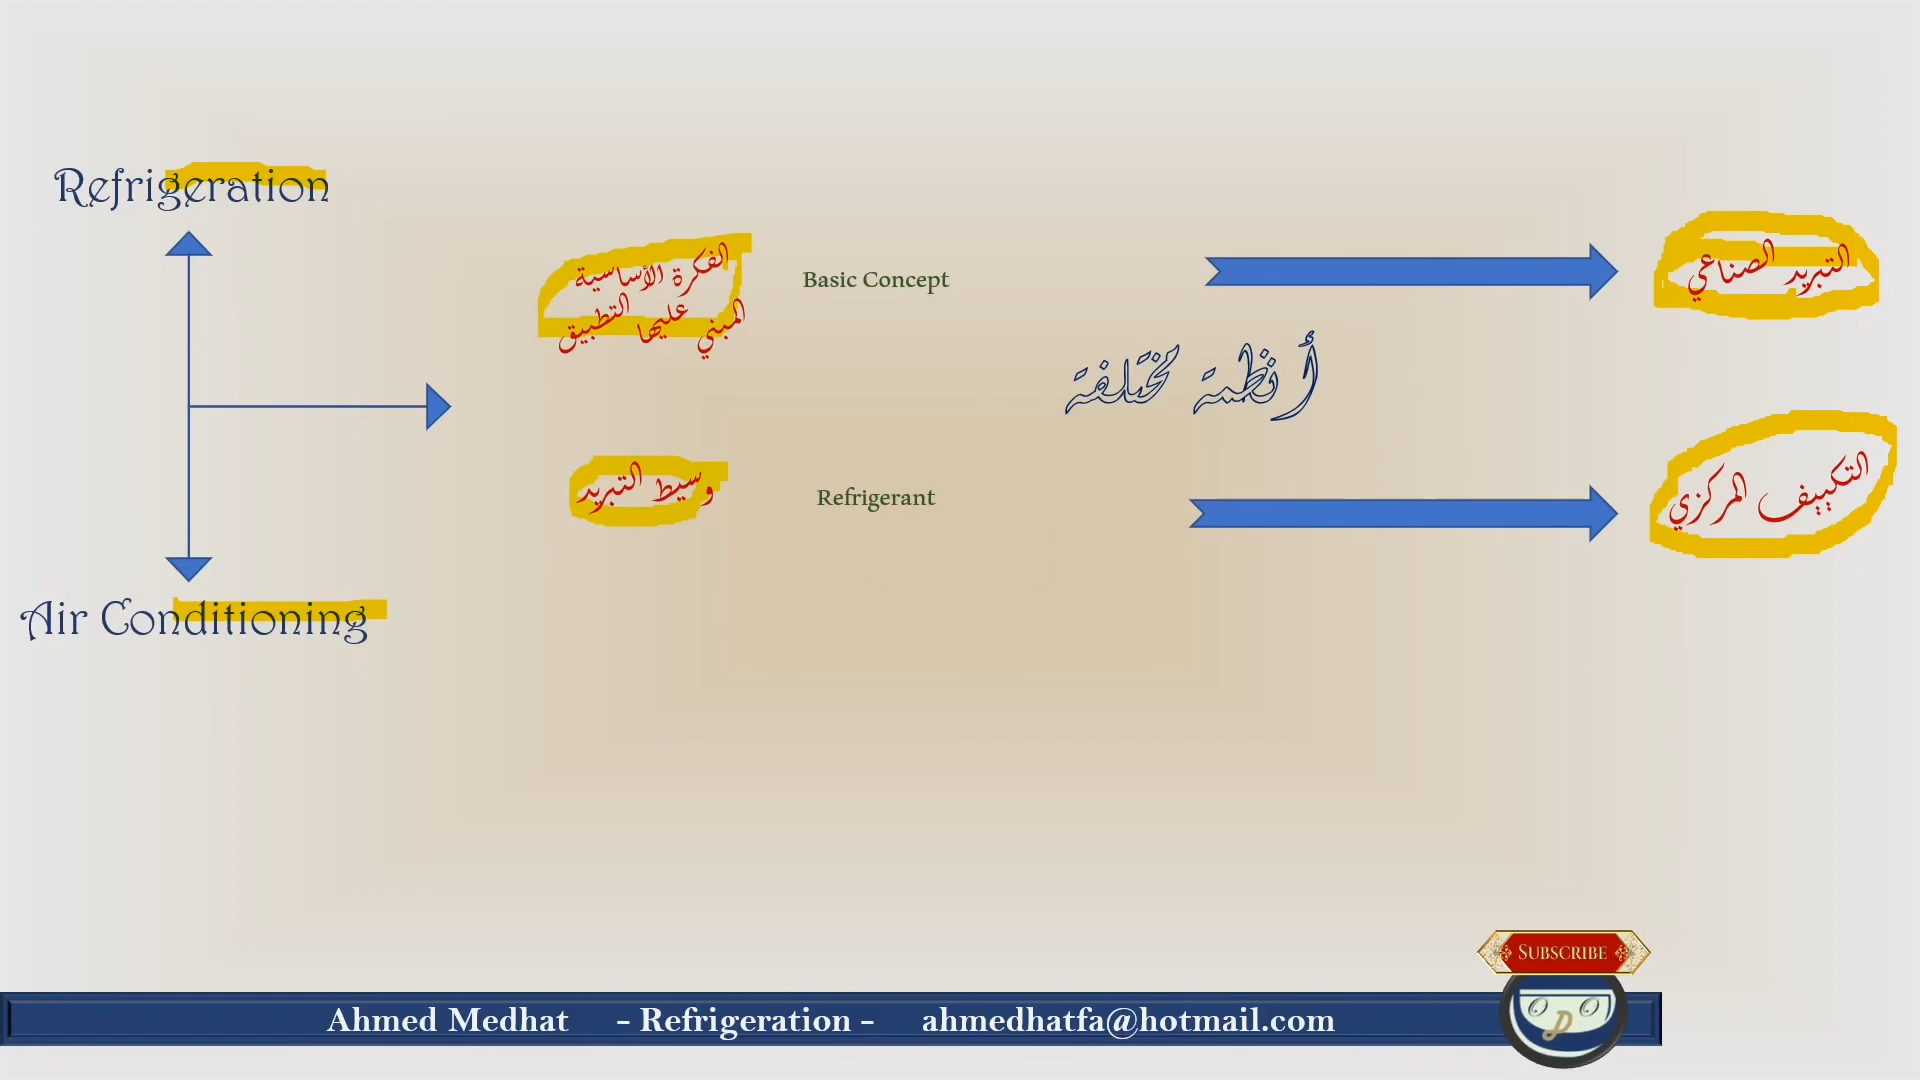 Refrigeration
الفكرة الأساسية
المبني عليها التطبيق
Basic Concept
التبريد الصناعي
أنظمة مختلفة
وسيط التبريد
Refrigerant
التكييف المركزي
Air Conditioning
SUBSCRIBE
Ahmed Medhat - Refrigeration - ahmedhatfa@hotmail.com